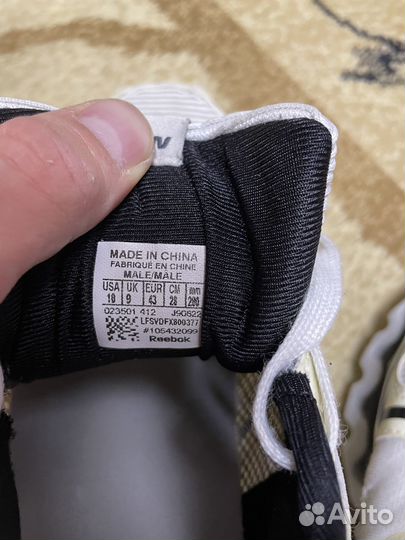 MADE IN CHINA
FABRIQUÉ EN CHINE
MALE/MALE
USA UK EUR CM mm
10 9 43 28 280
023501 412 J90822
LFSVDFX800377
#105432099
Reebok
Avito